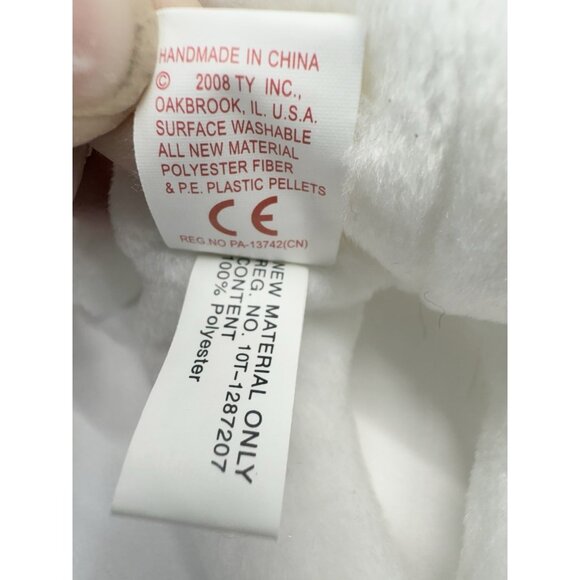 HANDMADE IN CHINA
© 2008 TY INC.,
OAKBROOK, IL. U.S.A.
SURFACE WASHABLE
ALL NEW MATERIAL
POLYESTER FIBER
& P.E. PLASTIC PELLETS
CE
REG.NO PA-13742(CN)
NEW MATERIAL ONLY
REG. NO. 10T-1287207
CONTENT
100% Polyester